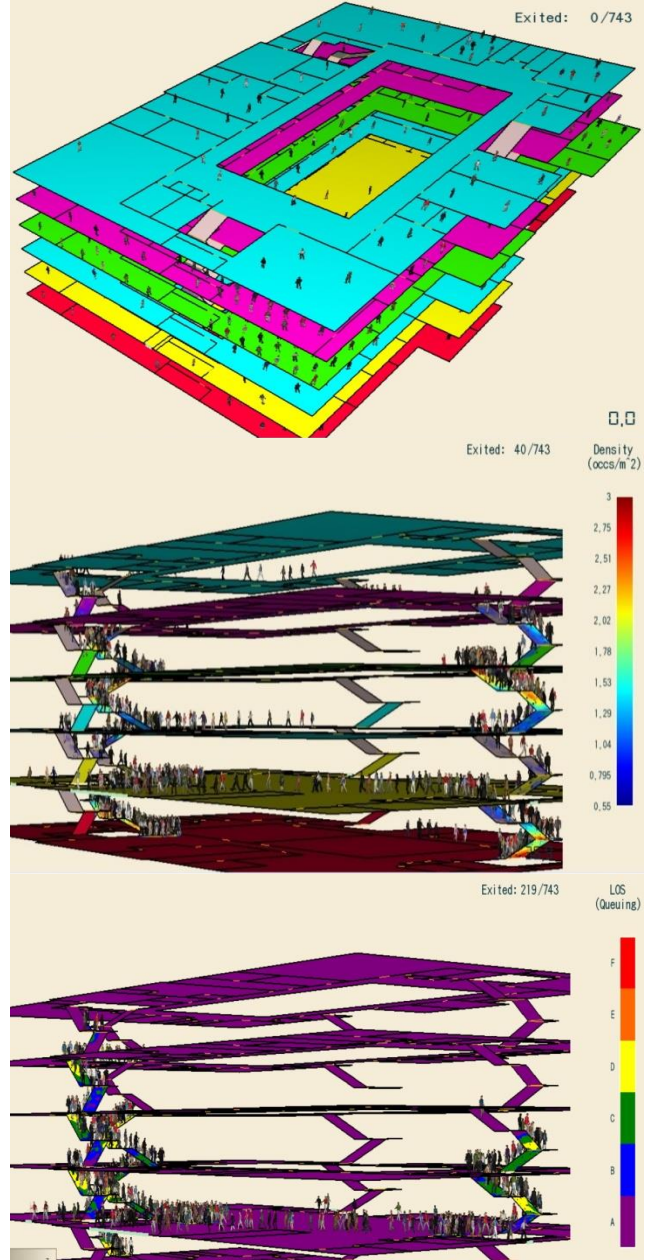 Exited: 0/743
0,0
Exited: 40/743 Density
(occs/m^2)
3
2,75
2,51
2,27
2,02
1,78
1,53
1,29
1,04
0,795
0,55
Exited: 219/743 LOS
(Queuing)
F
E
D
C
B
A